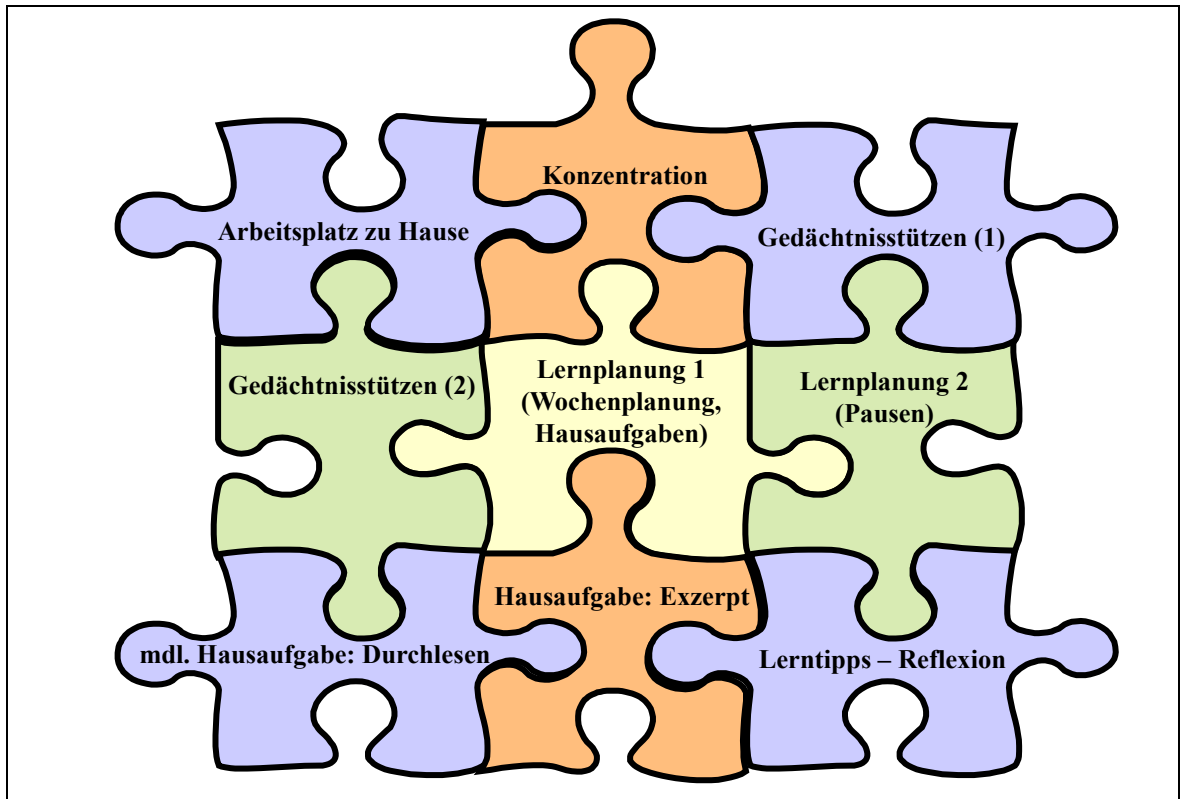 Konzentration
Arbeitsplatz zu Hause
Gedächtnisstützen (1)
Gedächtnisstützen (2)
Lernplanung 1
(Wochenplanung,
Hausaufgaben)
Lernplanung 2
(Pausen)
Hausaufgabe: Exzerpt
mdl. Hausaufgabe: Durchlesen
Lerntipps – Reflexion